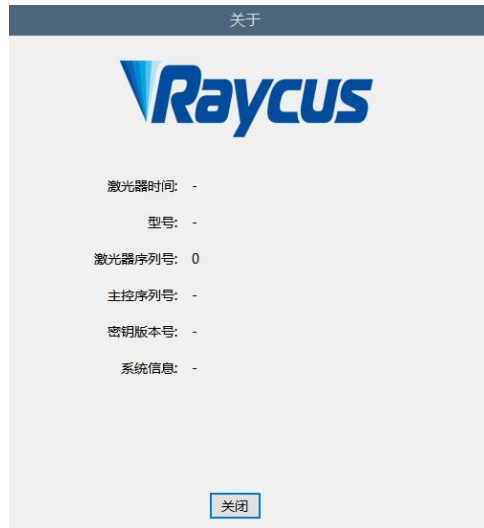 关于
Raycus
激光器时间: -
型号: -
激光器序列号: 0
主控序列号: -
密钥版本号: -
系统信息: -
关闭